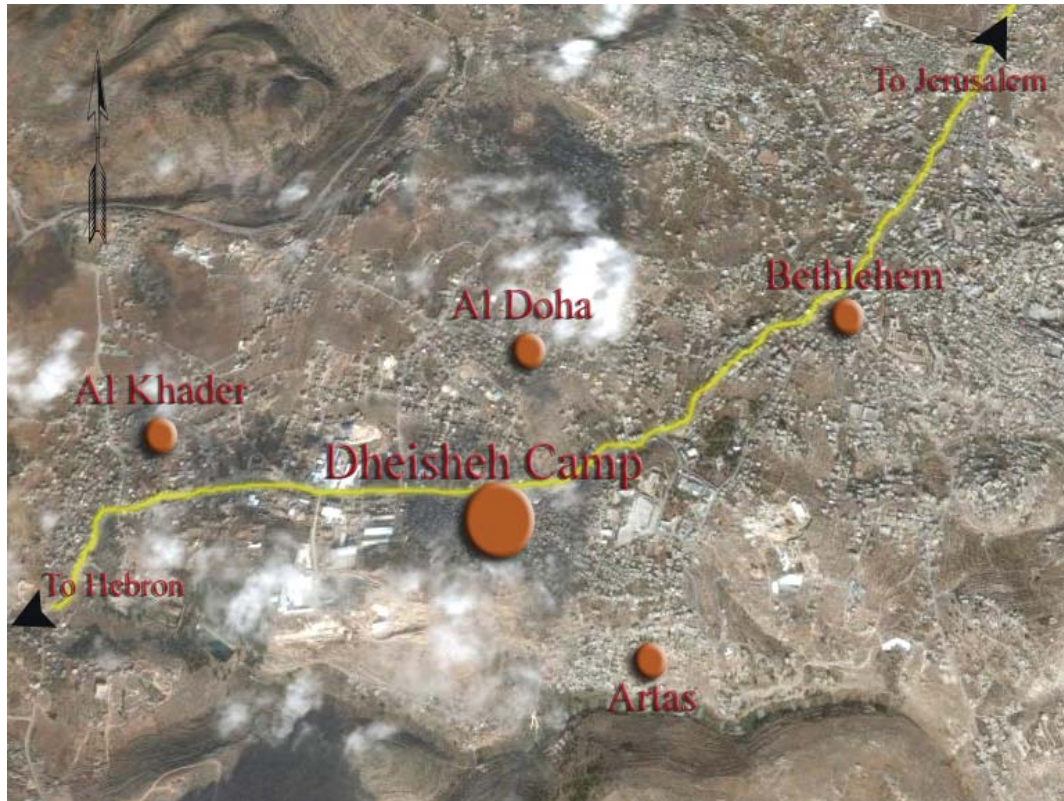 To Jerusalem
Bethlehem
Al Doha
Al Khader
Dheisheh Camp
To Hebron
Artas